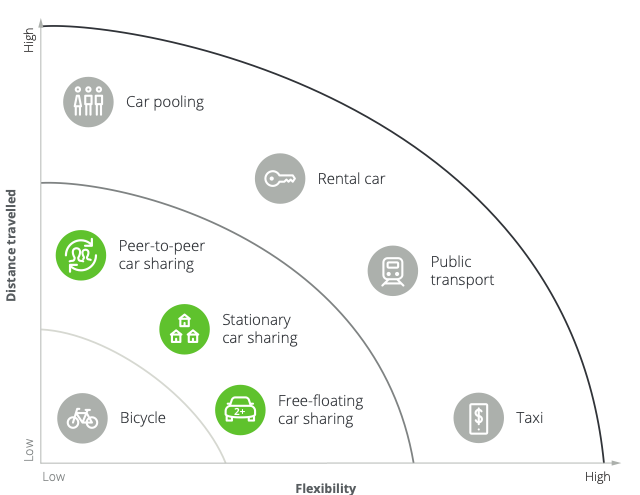 High
Car pooling
Rental car
Distance travelled
Peer-to-peer
car sharing
Public
transport
$
Stationary
car sharing
2+
Free-floating
car sharing
Bicycle
Taxi
Low
Low
High
Flexibility